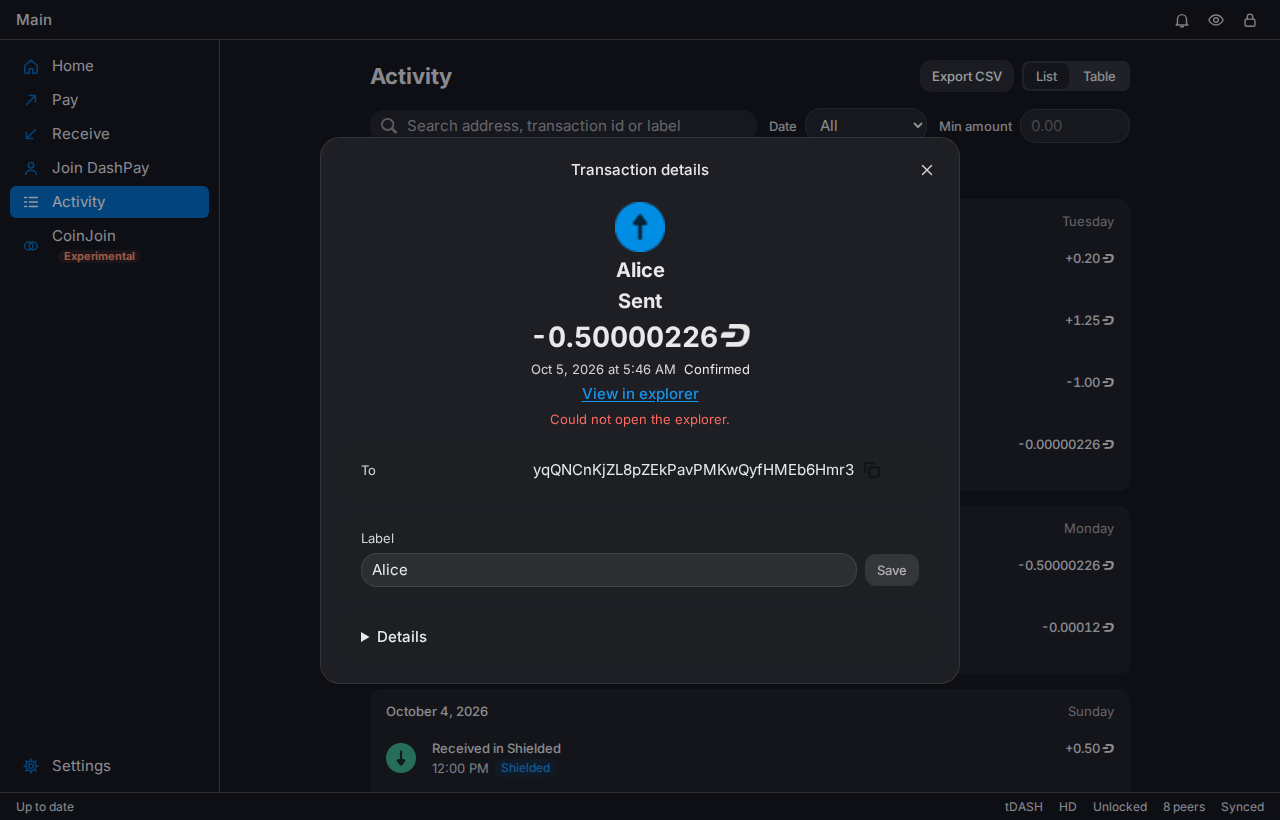 Main
Home
Pay
Receive
Join DashPay
Activity
CoinJoin
Experimental
Settings
Activity
Export CSV
List
Table
Search address, transaction id or label
Date
All
Min amount
0.00
Transaction details
Alice
Sent
-0.50000226
Oct 5, 2026 at 5:46 AM Confirmed
View in explorer
Could not open the explorer.
To
yqQNCnKjZL8pZEkPavPMKwQyfHMEb6Hmr3
Label
Alice
Save
Details
Tuesday
+0.20
+1.25
-1.00
-0.00000226
Monday
-0.50000226
-0.00012
October 4, 2026
Sunday
Received in Shielded
+0.50
12:00 PM Shielded
Up to date
tDASH
HD
Unlocked
8 peers
Synced